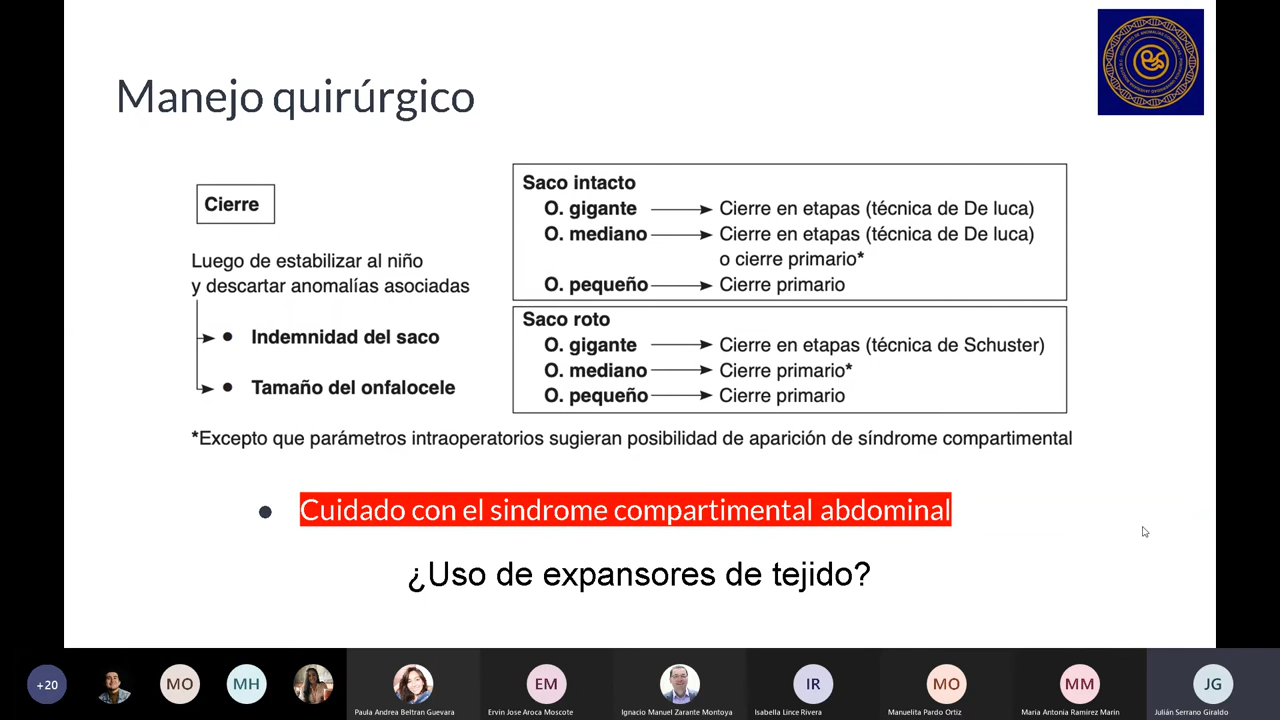 Manejo quirúrgico
Cierre
Luego de estabilizar al niño
y descartar anomalías asociadas
● Indemnidad del saco
● Tamaño del onfalocele
Saco intacto
O. gigante Cierre en etapas (técnica de De luca)
O. mediano Cierre en etapas (técnica de De luca)
o cierre primario*
O. pequeño Cierre primario
Saco roto
O. gigante Cierre en etapas (técnica de Schuster)
O. mediano Cierre primario*
O. pequeño Cierre primario
*Excepto que parámetros intraoperatorios sugieran posibilidad de aparición de síndrome compartimental
● Cuidado con el sindrome compartimental abdominal
¿Uso de expansores de tejido?
+20 MO MH EM IR MO MM JG
Paula Andrea Beltran Guevara Ervin Jose Aroca Moscote Ignacio Manuel Zarante Montoya Isabella Lince Rivera Manuelita Pardo Ortiz Maria Antonia Ramirez Marin Julián Serrano Giraldo